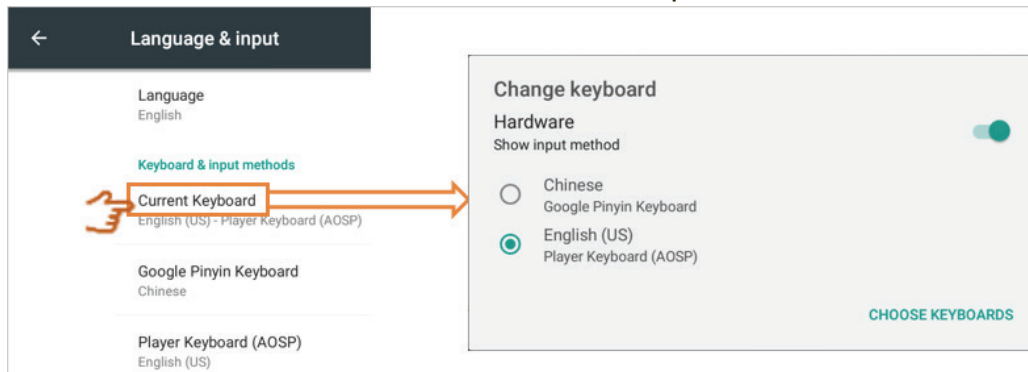 Language & input
Language
English
Keyboard & input methods
Current Keyboard
English (US) - Player Keyboard (AOSP)
Google Pinyin Keyboard
Chinese
Player Keyboard (AOSP)
English (US)
Change keyboard
Hardware
Show input method
Chinese
Google Pinyin Keyboard
English (US)
Player Keyboard (AOSP)
CHOOSE KEYBOARDS